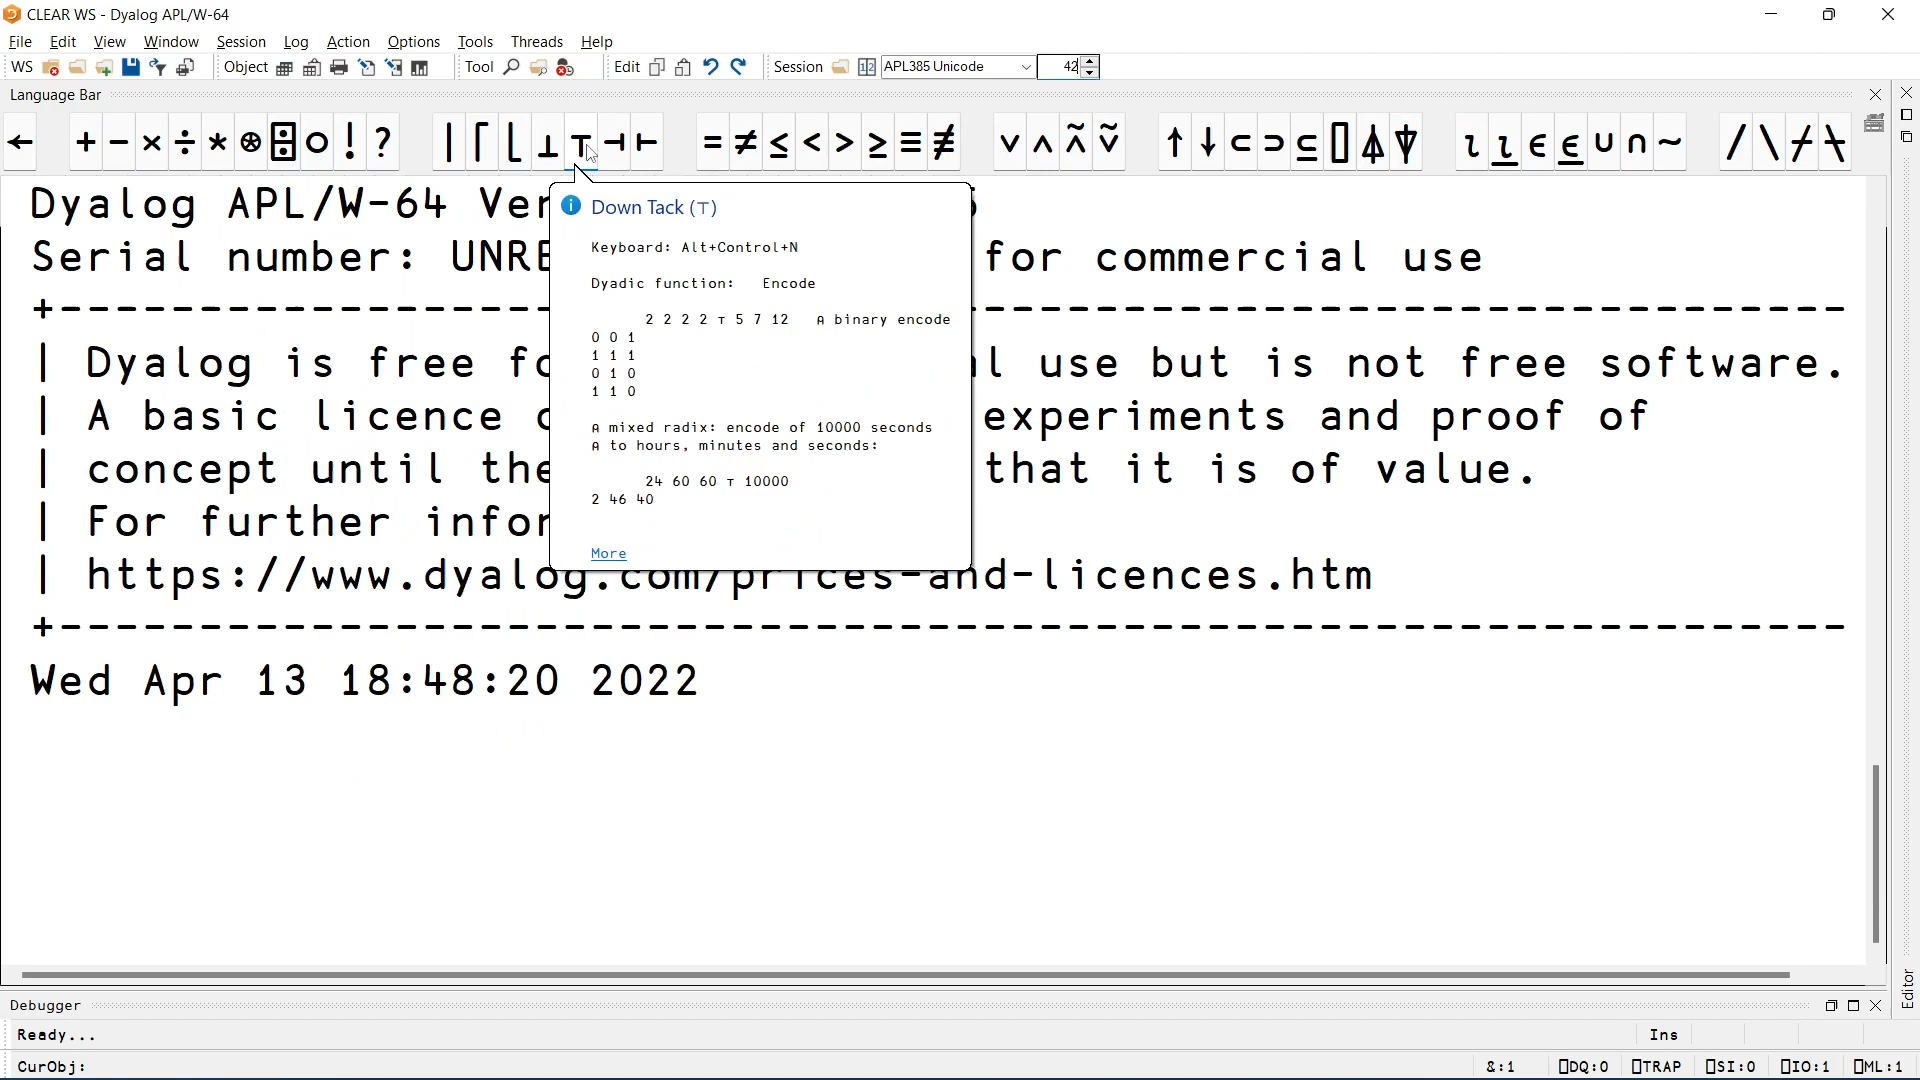 CLEAR WS - Dyalog APL/W-64
File Edit View Window Session Log Action Options Tools Threads Help
WS Object Tool Edit Session APL385 Unicode 42
Language Bar
← + - × ÷ * ⍟ ⌹ ○ ! ? | ⌈ ⌊ ⊥ ⊤ ⊣ ⊢ = ≠ ≤ < > ≥ ≡ ≢ ∨ ∧ ⍲ ⍱ ↑ ↓ ⊂ ⊃ ⊆ ⌷ ⍋ ⍒ ⍳ ⍸ ∊ ⍷ ∪ ∩ ~ / \ ⌿ ⍀
Dyalog APL/W-64 Ver
Serial number: UNRE for commercial use
+----------------------------------------------------------------
| Dyalog is free fo l use but is not free software.
| A basic licence experiments and proof of
| concept until the that it is of value.
| For further infor
| https://www.dyalog.com/prices-and-licences.htm
+----------------------------------------------------------------
Wed Apr 13 18:48:20 2022
Down Tack (⊤)
Keyboard: Alt+Control+N
Dyadic function: Encode
2 2 2 2 ⊤ 5 7 12 ⍝ binary encode
0 0 1
1 1 1
0 1 0
1 1 0
⍝ mixed radix: encode of 10000 seconds
⍝ to hours, minutes and seconds:
24 60 60 ⊤ 10000
2 46 40
More
Editor
Debugger
Ready... Ins
CurObj: &:1 ⎕DQ:0 ⎕TRAP ⎕SI:0 ⎕IO:1 ⎕ML:1